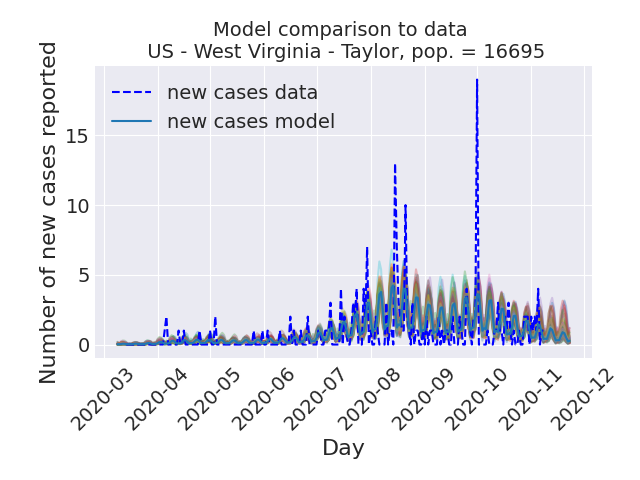 Model comparison to data
US - West Virginia - Taylor, pop. = 16695
Number of new cases reported
new cases data
new cases model
15
10
5
0
2020-03
2020-04
2020-05
2020-06
2020-07
2020-08
2020-09
2020-10
2020-11
2020-12
Day